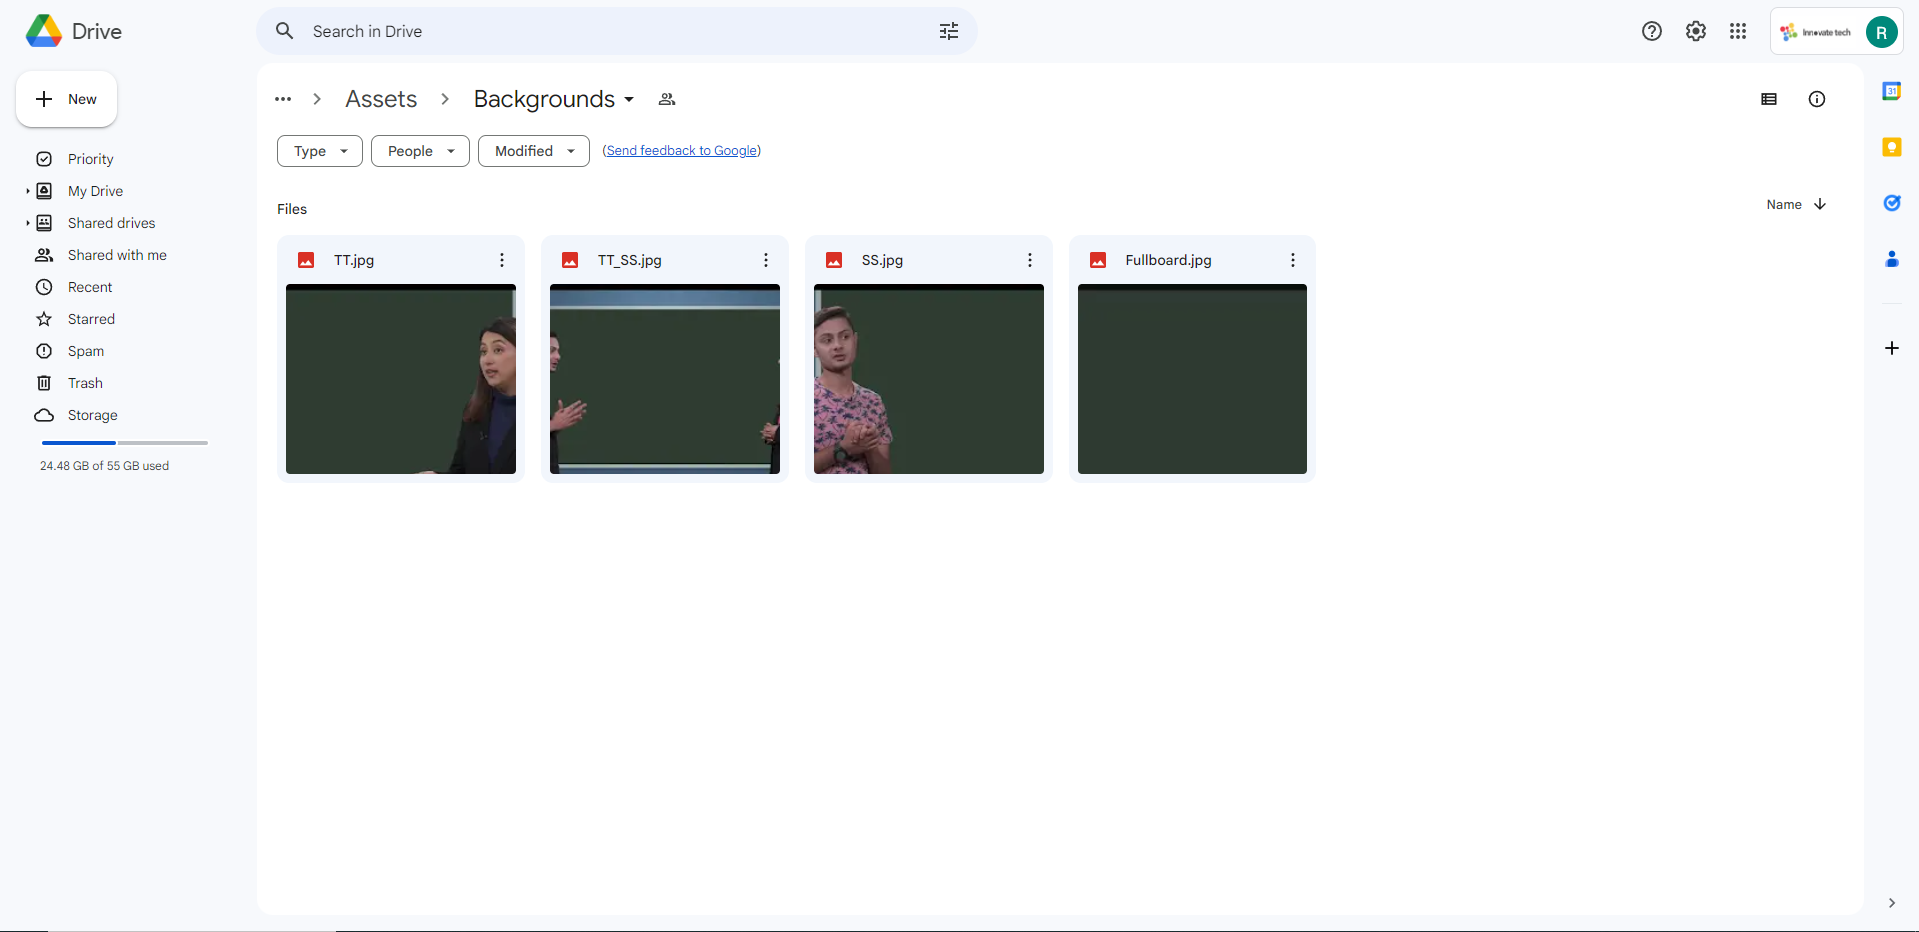 Drive
Search in Drive
Innovate tech
R
New
Assets
Backgrounds
Type
People
Modified
(Send feedback to Google)
Priority
My Drive
Shared drives
Shared with me
Recent
Starred
Spam
Trash
Storage
24.48 GB of 55 GB used
Files
Name
TT.jpg
TT_SS.jpg
SS.jpg
Fullboard.jpg
31